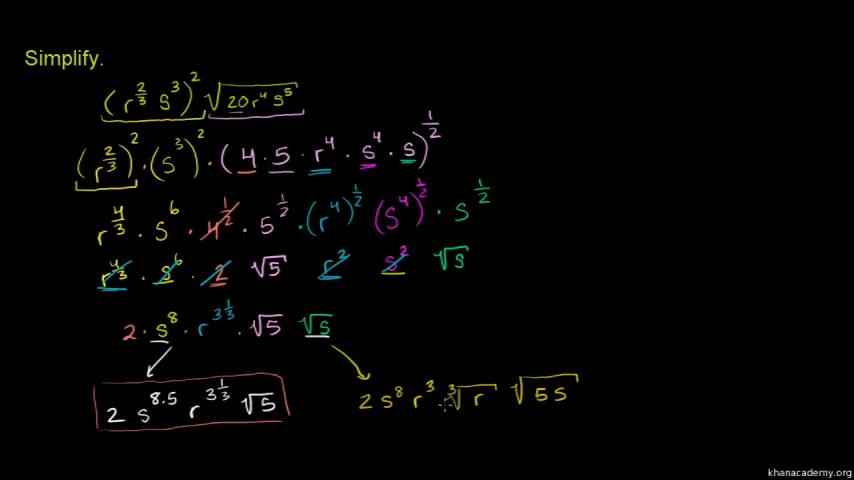 Simplify.
(r^{2/3} s^3)^2 √(20r^4 s^5)
(r^{2/3})^2 · (s^3)^2 · (4 · 5 · r^4 · s^4 · s)^{1/2}
r^{4/3} · s^6 · 4^{1/2} · 5^{1/2} · (r^4)^{1/2} (s^4)^{1/2} · s^{1/2}
r^{4/3} · s^6 · 2 √5 r^2 s^2 √s
2 · s^8 · r^{3 1/3} · √5 √s
2 s^{8.5} r^{3 1/3} √5
2 s^8 r^3 · ∛r √(5s)
khanacademy.org